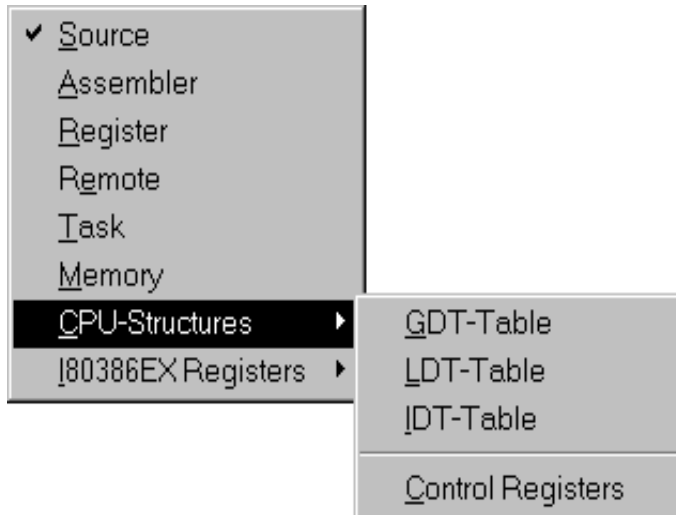 Source
Assembler
Register
Remote
Task
Memory
CPU-Structures
I80386EX Registers
GDT-Table
LDT-Table
IDT-Table
Control Registers